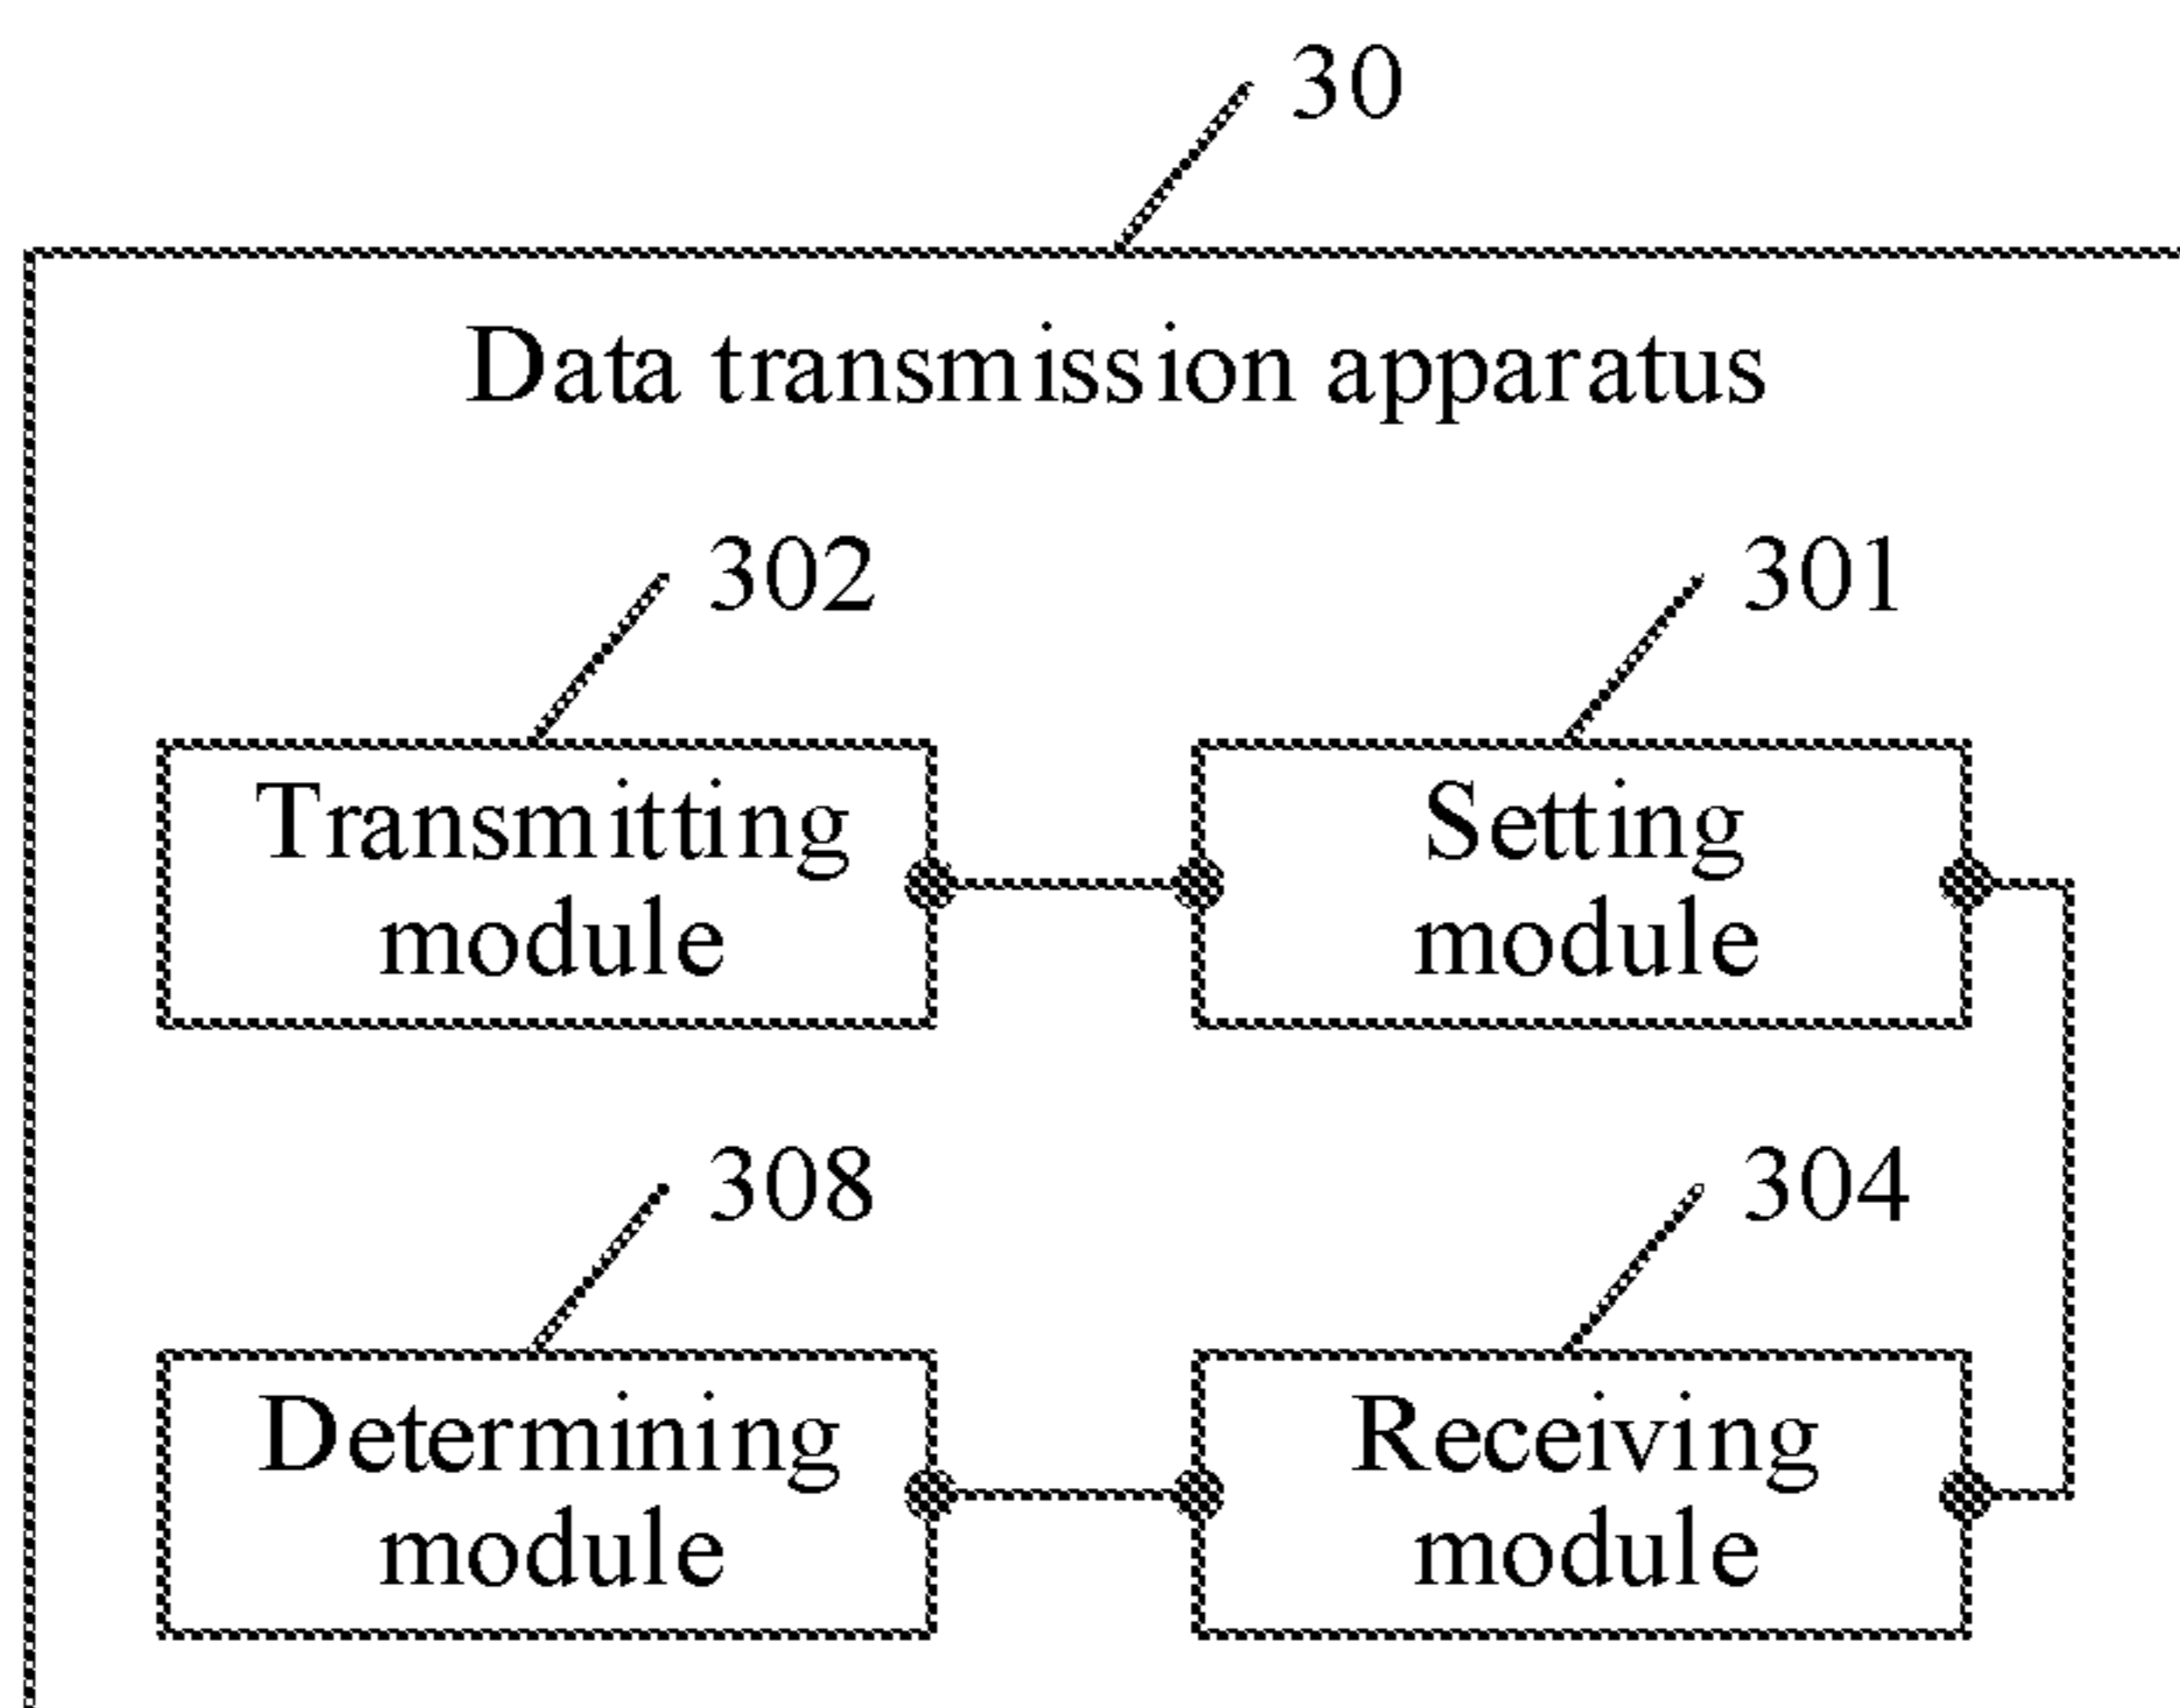 30
Data transmission apparatus
302
301
Transmitting
module
Setting
module
308
304
Determining
module
Receiving
module